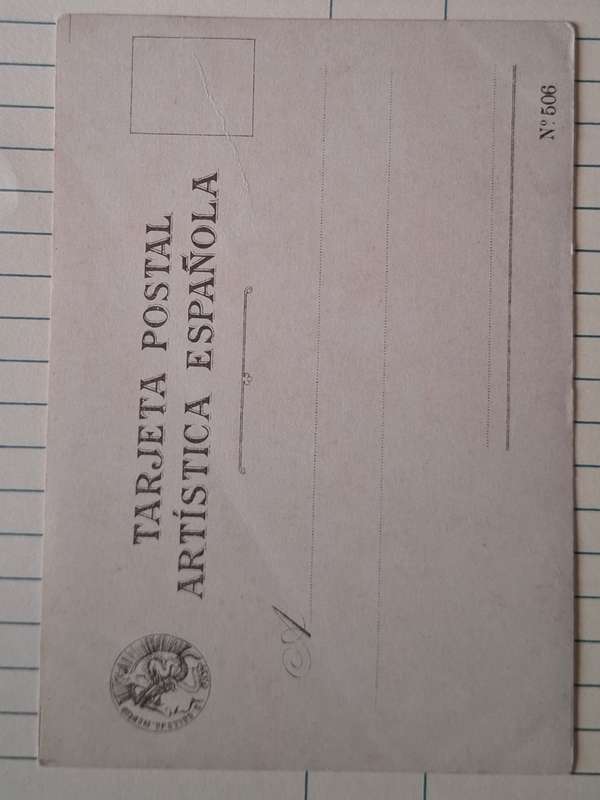 TARJETA POSTAL
ARTÍSTICA ESPAÑOLA
A
Nº 506